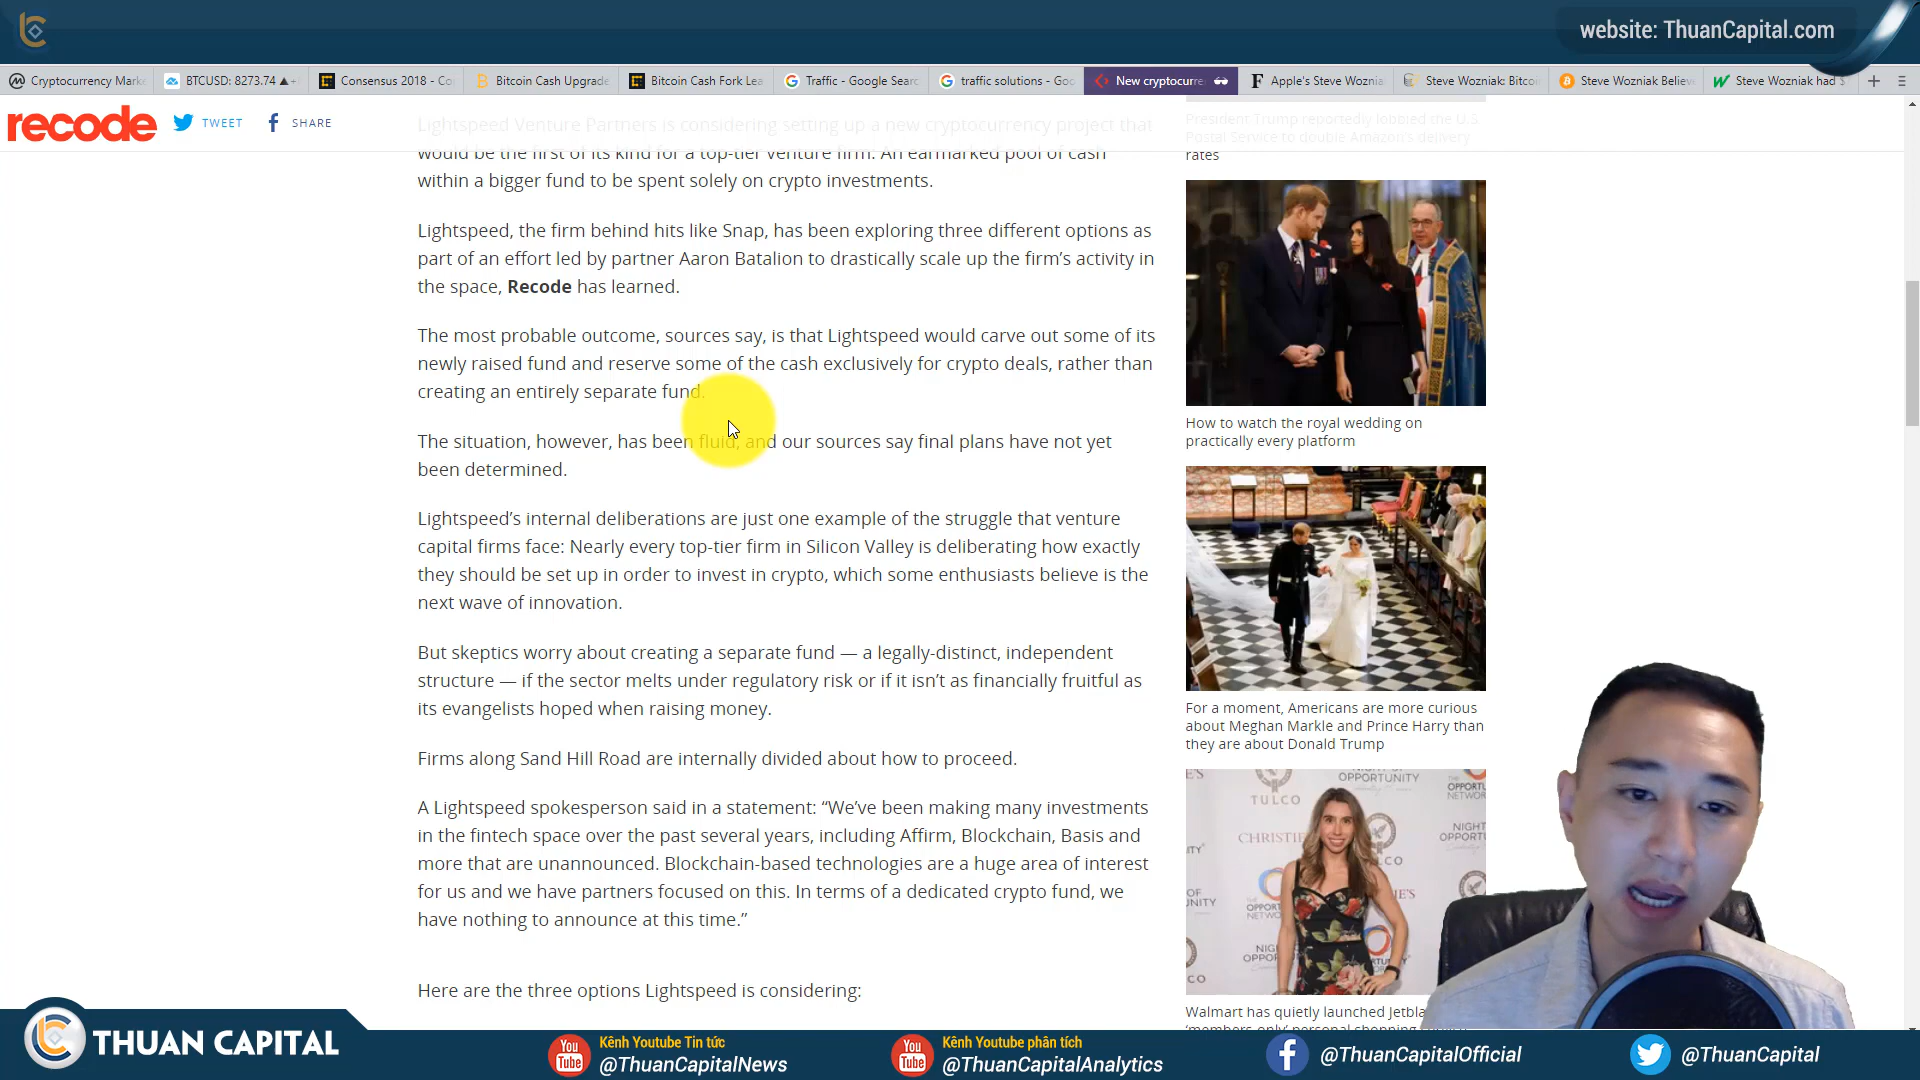 website: ThuanCapital.com
Cryptocurrency Marke
BTCUSD: 8273.74 ▲+
Consensus 2018 - Co
Bitcoin Cash Upgrade
Bitcoin Cash Fork Lea
Traffic - Google Searc
traffic solutions - Goo
New cryptocurre
Apple's Steve Woznia
Steve Wozniak: Bitco
Steve Wozniak Believ
Steve Wozniak had $
recode
TWEET
SHARE
Lightspeed Venture Partners is considering setting up a new cryptocurrency project that
would be the first of its kind for a top-tier venture firm: An earmarked pool of cash
within a bigger fund to be spent solely on crypto investments.
Lightspeed, the firm behind hits like Snap, has been exploring three different options as
part of an effort led by partner Aaron Batalion to drastically scale up the firm's activity in
the space, Recode has learned.
The most probable outcome, sources say, is that Lightspeed would carve out some of its
newly raised fund and reserve some of the cash exclusively for crypto deals, rather than
creating an entirely separate fund.
The situation, however, has been fluid, and our sources say final plans have not yet
been determined.
Lightspeed's internal deliberations are just one example of the struggle that venture
capital firms face: Nearly every top-tier firm in Silicon Valley is deliberating how exactly
they should be set up in order to invest in crypto, which some enthusiasts believe is the
next wave of innovation.
But skeptics worry about creating a separate fund — a legally-distinct, independent
structure — if the sector melts under regulatory risk or if it isn't as financially fruitful as
its evangelists hoped when raising money.
Firms along Sand Hill Road are internally divided about how to proceed.
A Lightspeed spokesperson said in a statement: “We've been making many investments
in the fintech space over the past several years, including Affirm, Blockchain, Basis and
more that are unannounced. Blockchain-based technologies are a huge area of interest
for us and we have partners focused on this. In terms of a dedicated crypto fund, we
have nothing to announce at this time.”
Here are the three options Lightspeed is considering:
President Trump reportedly lobbied the U.S.
Postal Service to double Amazon's delivery
rates
How to watch the royal wedding on
practically every platform
For a moment, Americans are more curious
about Meghan Markle and Prince Harry than
they are about Donald Trump
OPPORTUNITY
TULCO
CHRISTIE
Walmart has quietly launched Jetbla
'members-only' personal shopping
THUAN CAPITAL
You Tube
Kênh Youtube Tin tức
@ThuanCapitalNews
You Tube
Kênh Youtube phân tích
@ThuanCapitalAnalytics
@ThuanCapitalOfficial
@ThuanCapital